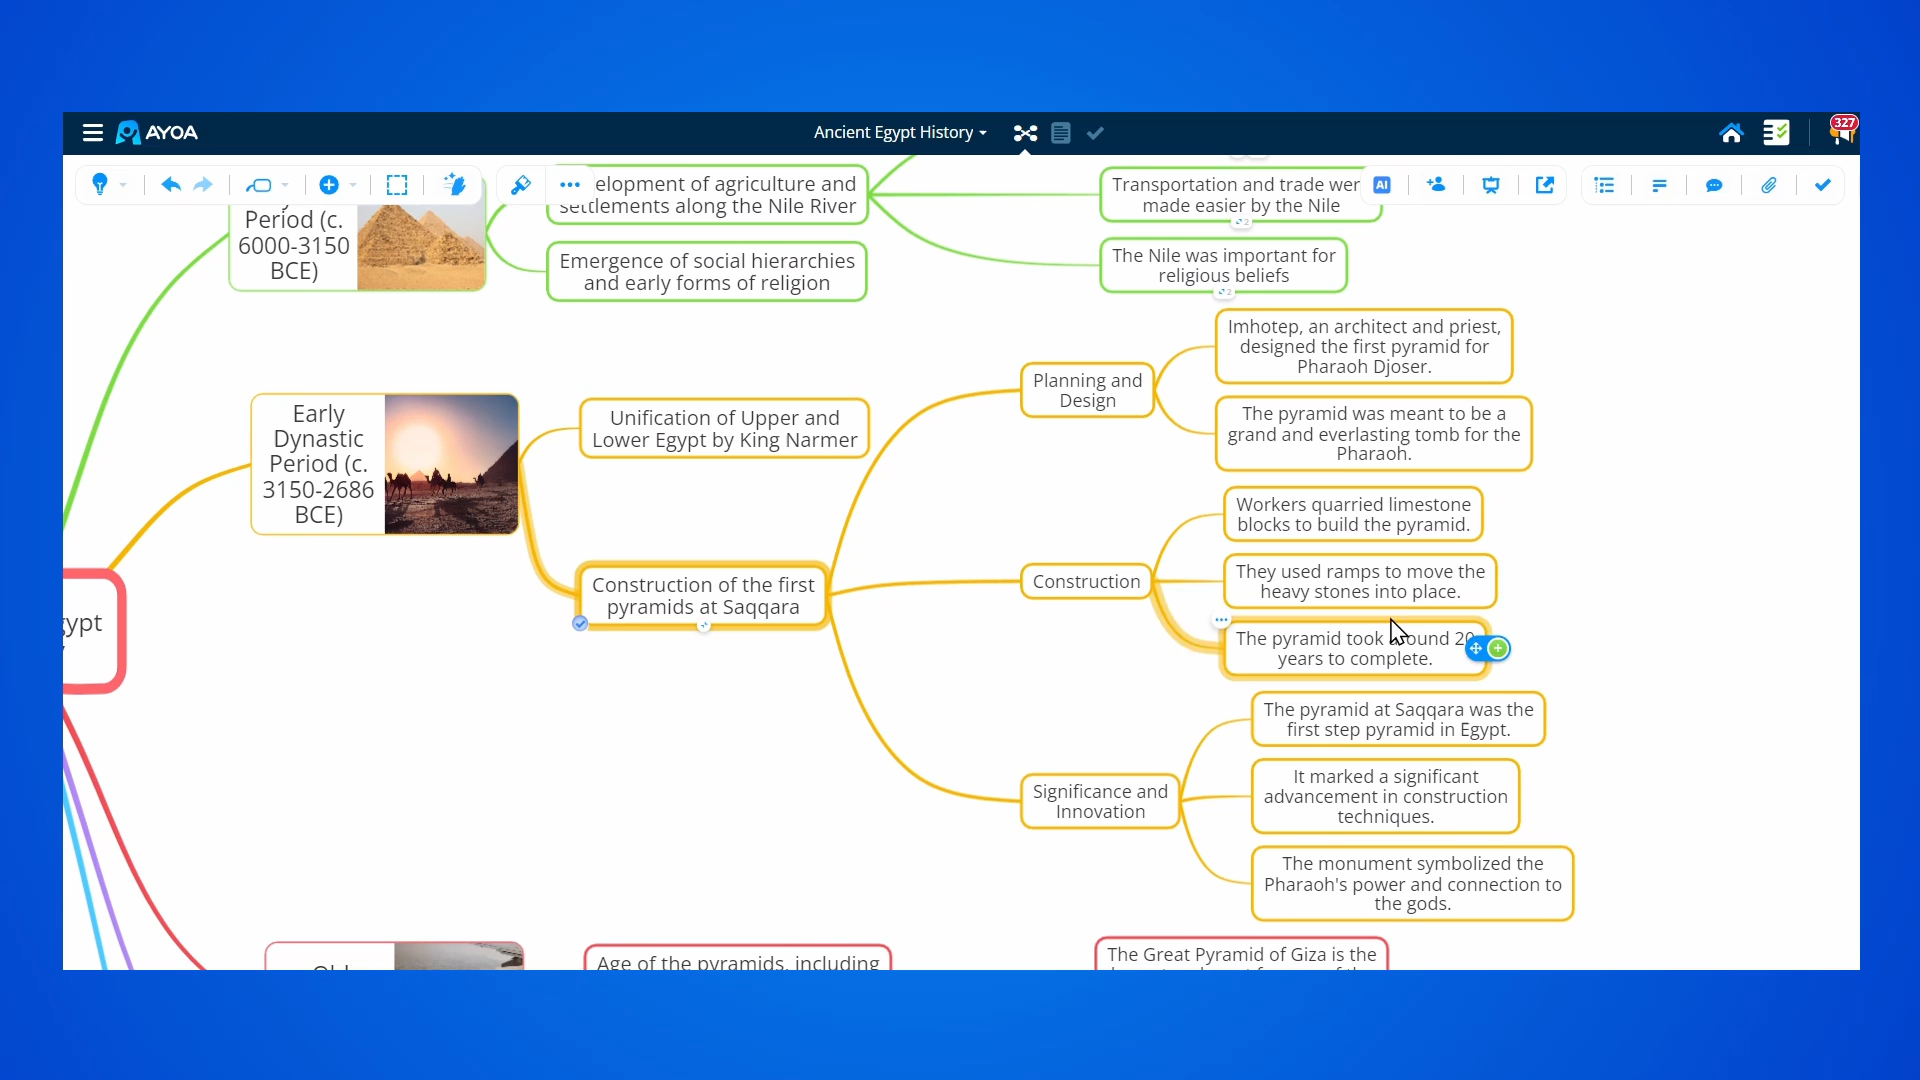 AYOA
Ancient Egypt History
327
AI
Period (c.
6000-3150
BCE)
elopment of agriculture and
settlements along the Nile River
Emergence of social hierarchies
and early forms of religion
Transportation and trade wer
made easier by the Nile
2
The Nile was important for
religious beliefs
2
Early
Dynastic
Period (c.
3150-2686
BCE)
Unification of Upper and
Lower Egypt by King Narmer
Construction of the first
pyramids at Saqqara
Planning and
Design
Imhotep, an architect and priest,
designed the first pyramid for
Pharaoh Djoser.
The pyramid was meant to be a
grand and everlasting tomb for the
Pharaoh.
Construction
Workers quarried limestone
blocks to build the pyramid.
They used ramps to move the
heavy stones into place.
The pyramid took around 20
years to complete.
Significance and
Innovation
The pyramid at Saqqara was the
first step pyramid in Egypt.
It marked a significant
advancement in construction
techniques.
The monument symbolized the
Pharaoh's power and connection to
the gods.
gypt
Age of the pyramids, including
The Great Pyramid of Giza is the